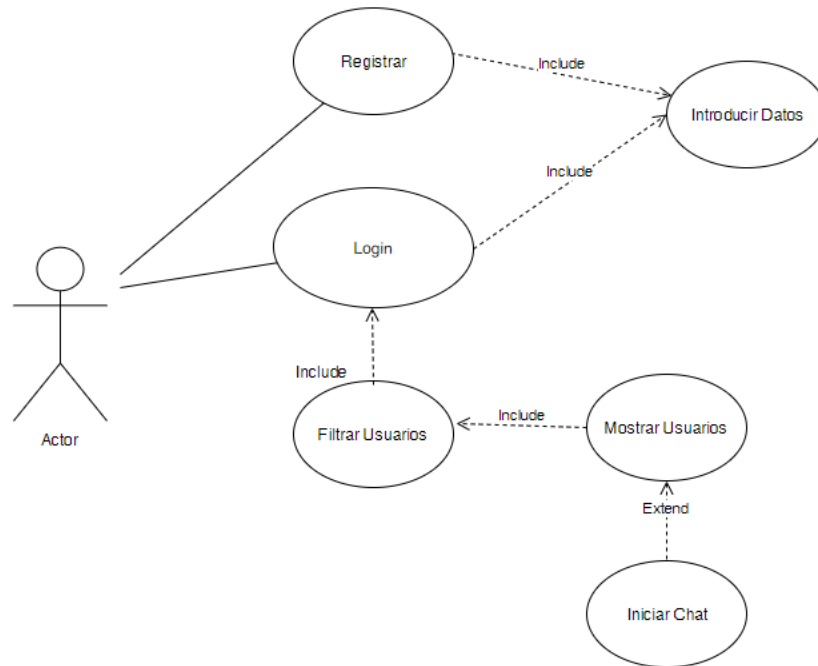 Registrar
Include
Introducir Datos
Include
Login
Include
Actor
Filtrar Usuarios
Include
Mostrar Usuarios
Extend
Iniciar Chat